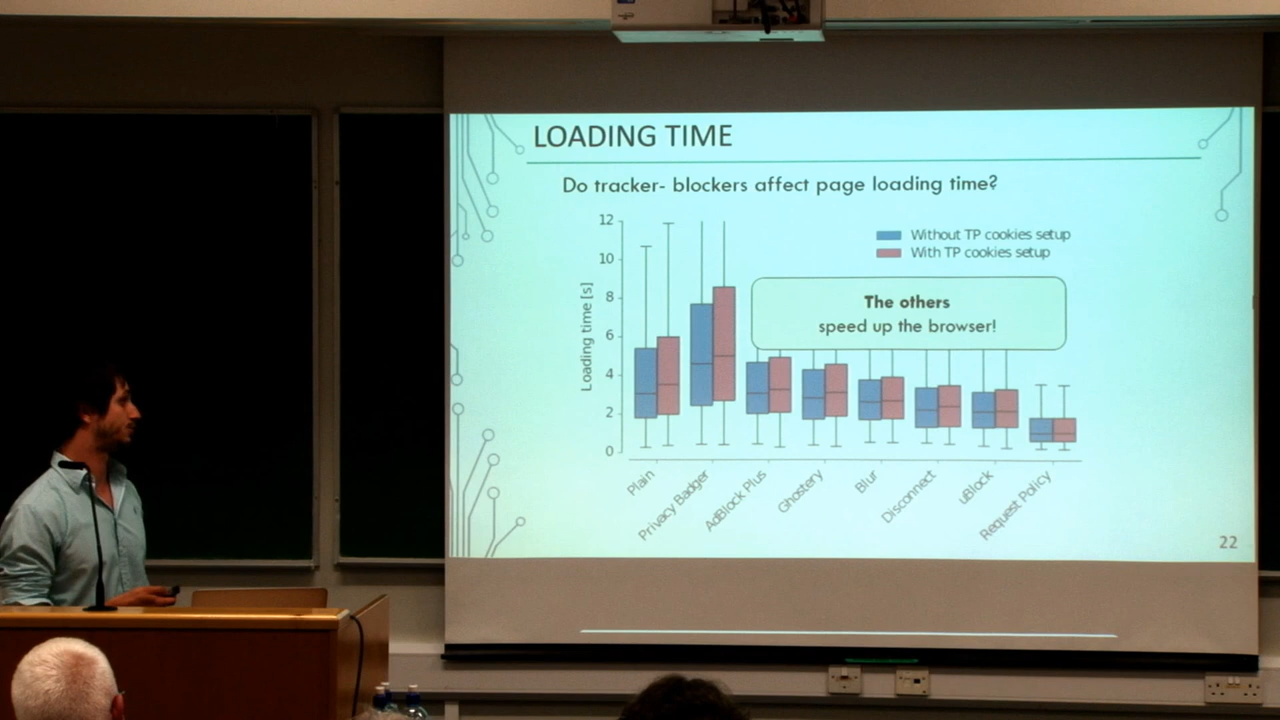 LOADING TIME
Do tracker- blockers affect page loading time?
12
10
8
6
4
2
0
Loading time [s]
Without TP cookies setup
With TP cookies setup
The others
speed up the browser!
Plain
Privacy Badger
AdBlock Plus
Ghostery
Blur
Disconnect
uBlock
Request Policy
22